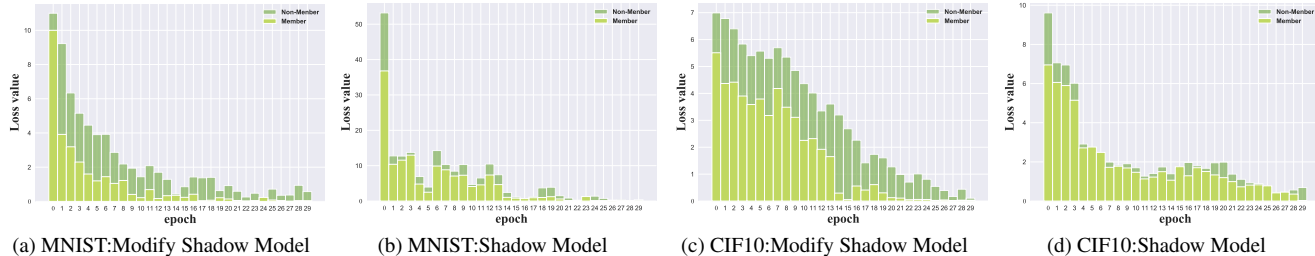 Non-Menber
Member
Loss value
10
8
6
4
2
0
0 1 2 3 4 5 6 7 8 9 10 11 12 13 14 15 16 17 18 19 20 21 22 23 24 25 26 27 28 29
epoch
(a) MNIST:Modify Shadow Model
Non-Menber
Member
Loss value
50
40
30
20
10
0
0 1 2 3 4 5 6 7 8 9 10 11 12 13 14 15 16 17 18 19 20 21 22 23 24 25 26 27 28 29
epoch
(b) MNIST:Shadow Model
Non-Menber
Member
Loss value
7
6
5
4
3
2
1
0
0 1 2 3 4 5 6 7 8 9 10 11 12 13 14 15 16 17 18 19 20 21 22 23 24 25 26 27 28 29
epoch
(c) CIF10:Modify Shadow Model
Non-Menber
Member
Loss value
10
8
6
4
2
0
0 1 2 3 4 5 6 7 8 9 10 11 12 13 14 15 16 17 18 19 20 21 22 23 24 25 26 27 28 29
epoch
(d) CIF10:Shadow Model